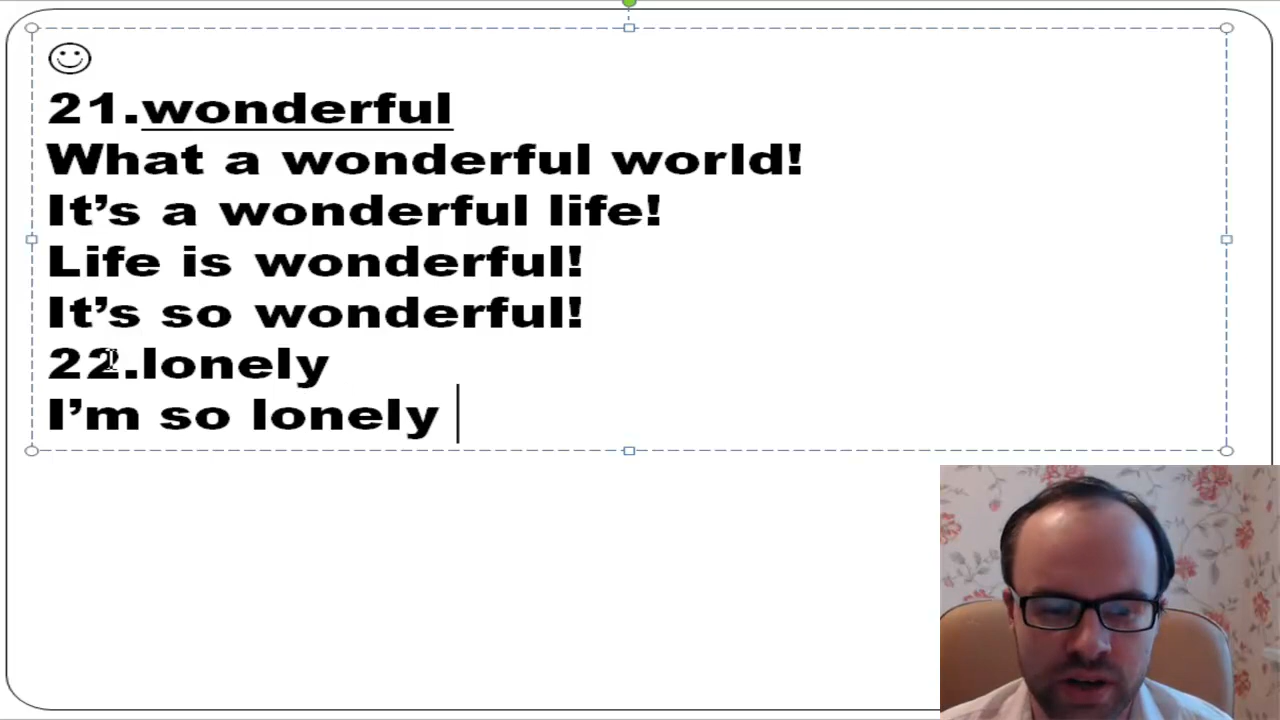 21.wonderful
What a wonderful world!
It’s a wonderful life!
Life is wonderful!
It’s so wonderful!
22.lonely
I’m so lonely